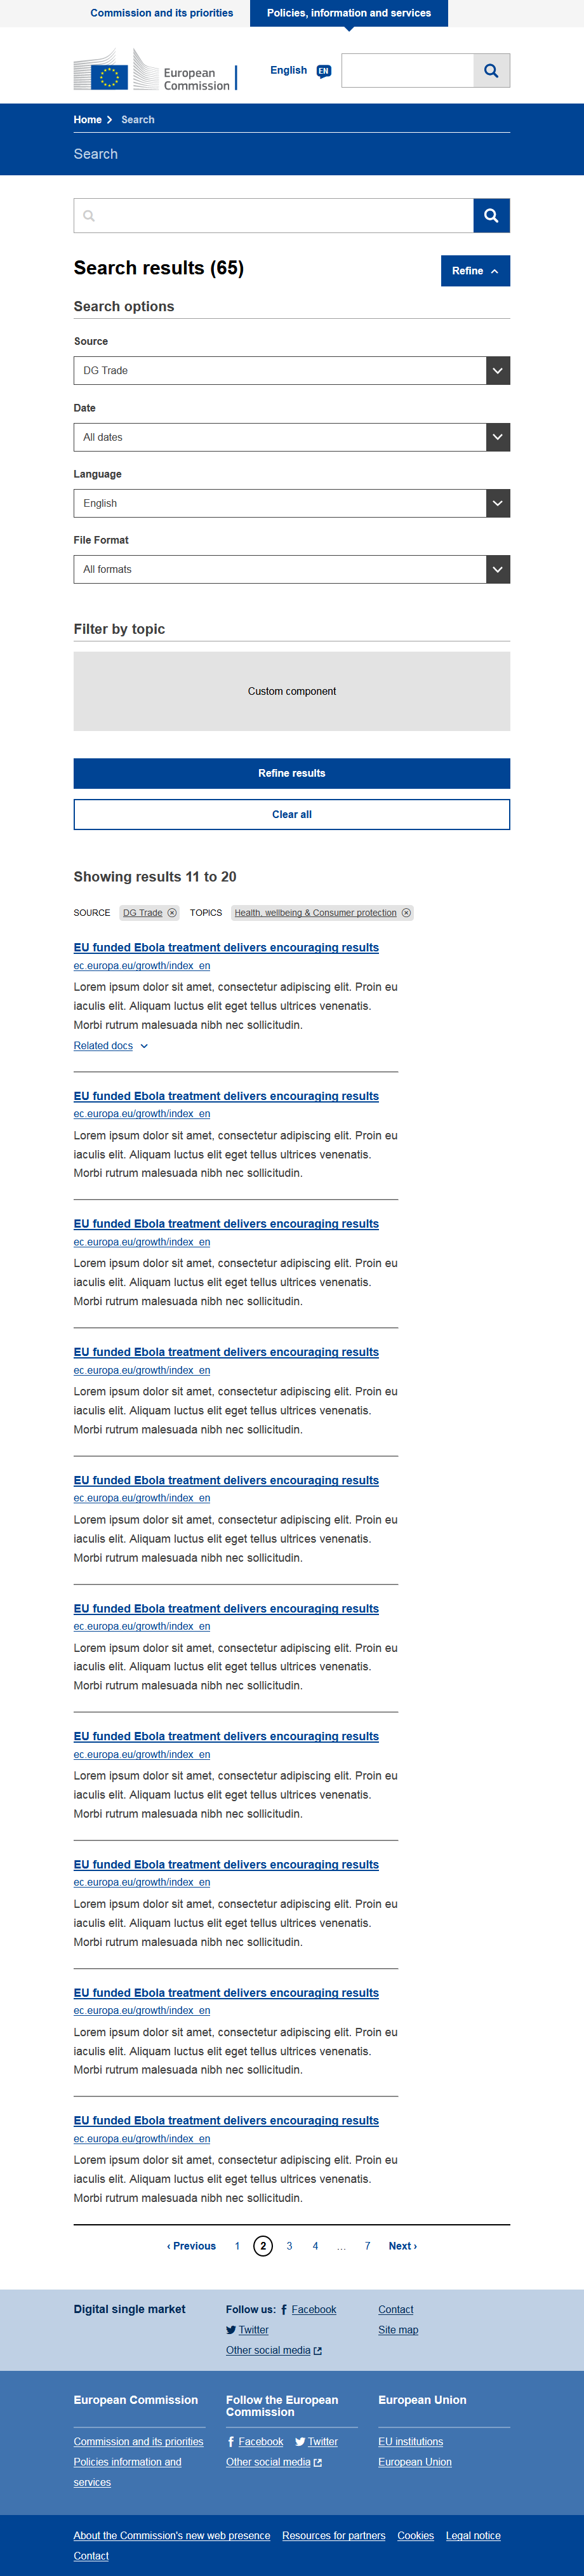 Commission and its priorities Policies, information and services
European
Commission
English EN
Home Search
Search
Search results (65)
Refine
Search options
Source
DG Trade
Date
All dates
Language
English
File Format
All formats
Filter by topic
Custom component
Refine results
Clear all
Showing results 11 to 20
SOURCE DG Trade TOPICS Health, wellbeing & Consumer protection
EU funded Ebola treatment delivers encouraging results
ec.europa.eu/growth/index_en
Lorem ipsum dolor sit amet, consectetur adipiscing elit. Proin eu
iaculis elit. Aliquam luctus elit eget tellus ultrices venenatis.
Morbi rutrum malesuada nibh nec sollicitudin.
Related docs
EU funded Ebola treatment delivers encouraging results
ec.europa.eu/growth/index_en
Lorem ipsum dolor sit amet, consectetur adipiscing elit. Proin eu
iaculis elit. Aliquam luctus elit eget tellus ultrices venenatis.
Morbi rutrum malesuada nibh nec sollicitudin.
EU funded Ebola treatment delivers encouraging results
ec.europa.eu/growth/index_en
Lorem ipsum dolor sit amet, consectetur adipiscing elit. Proin eu
iaculis elit. Aliquam luctus elit eget tellus ultrices venenatis.
Morbi rutrum malesuada nibh nec sollicitudin.
EU funded Ebola treatment delivers encouraging results
ec.europa.eu/growth/index_en
Lorem ipsum dolor sit amet, consectetur adipiscing elit. Proin eu
iaculis elit. Aliquam luctus elit eget tellus ultrices venenatis.
Morbi rutrum malesuada nibh nec sollicitudin.
EU funded Ebola treatment delivers encouraging results
ec.europa.eu/growth/index_en
Lorem ipsum dolor sit amet, consectetur adipiscing elit. Proin eu
iaculis elit. Aliquam luctus elit eget tellus ultrices venenatis.
Morbi rutrum malesuada nibh nec sollicitudin.
EU funded Ebola treatment delivers encouraging results
ec.europa.eu/growth/index_en
Lorem ipsum dolor sit amet, consectetur adipiscing elit. Proin eu
iaculis elit. Aliquam luctus elit eget tellus ultrices venenatis.
Morbi rutrum malesuada nibh nec sollicitudin.
EU funded Ebola treatment delivers encouraging results
ec.europa.eu/growth/index_en
Lorem ipsum dolor sit amet, consectetur adipiscing elit. Proin eu
iaculis elit. Aliquam luctus elit eget tellus ultrices venenatis.
Morbi rutrum malesuada nibh nec sollicitudin.
EU funded Ebola treatment delivers encouraging results
ec.europa.eu/growth/index_en
Lorem ipsum dolor sit amet, consectetur adipiscing elit. Proin eu
iaculis elit. Aliquam luctus elit eget tellus ultrices venenatis.
Morbi rutrum malesuada nibh nec sollicitudin.
EU funded Ebola treatment delivers encouraging results
ec.europa.eu/growth/index_en
Lorem ipsum dolor sit amet, consectetur adipiscing elit. Proin eu
iaculis elit. Aliquam luctus elit eget tellus ultrices venenatis.
Morbi rutrum malesuada nibh nec sollicitudin.
EU funded Ebola treatment delivers encouraging results
ec.europa.eu/growth/index_en
Lorem ipsum dolor sit amet, consectetur adipiscing elit. Proin eu
iaculis elit. Aliquam luctus elit eget tellus ultrices venenatis.
Morbi rutrum malesuada nibh nec sollicitudin.
‹ Previous 1 2 3 4 … 7 Next ›
Digital single market
Follow us: Facebook
Twitter
Other social media
Contact
Site map
European Commission
Commission and its priorities
Policies information and
services
Follow the European
Commission
Facebook Twitter
Other social media
European Union
EU institutions
European Union
About the Commission's new web presence Resources for partners Cookies Legal notice
Contact